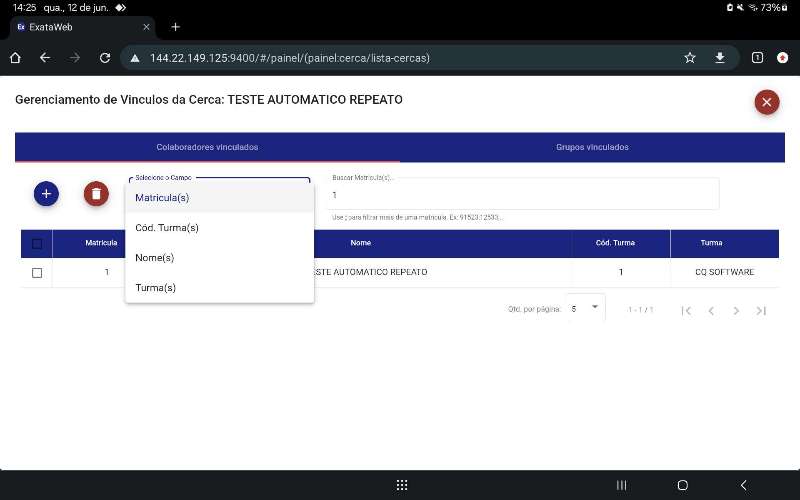 14:25 qua., 12 de jun.
73%
Ex ExataWeb
144.22.149.125:9400/#/painel/(painel:cerca/lista-cercas)
1
Gerenciamento de Vinculos da Cerca: TESTE AUTOMATICO REPEATO
Colaboradores vinculados
Grupos vinculados
Selecione o Campo
Buscar Matricula(s)...
Matricula(s)
1
Cód. Turma(s)
Use ; para filtrar mais de uma matricula. Ex: 91523;12533;...
Matricula
Nome
Cód. Turma
Turma
Nome(s)
1
ESTE AUTOMATICO REPEATO
1
CQ SOFTWARE
Turma(s)
Qtd. por página:
5
1 - 1 / 1